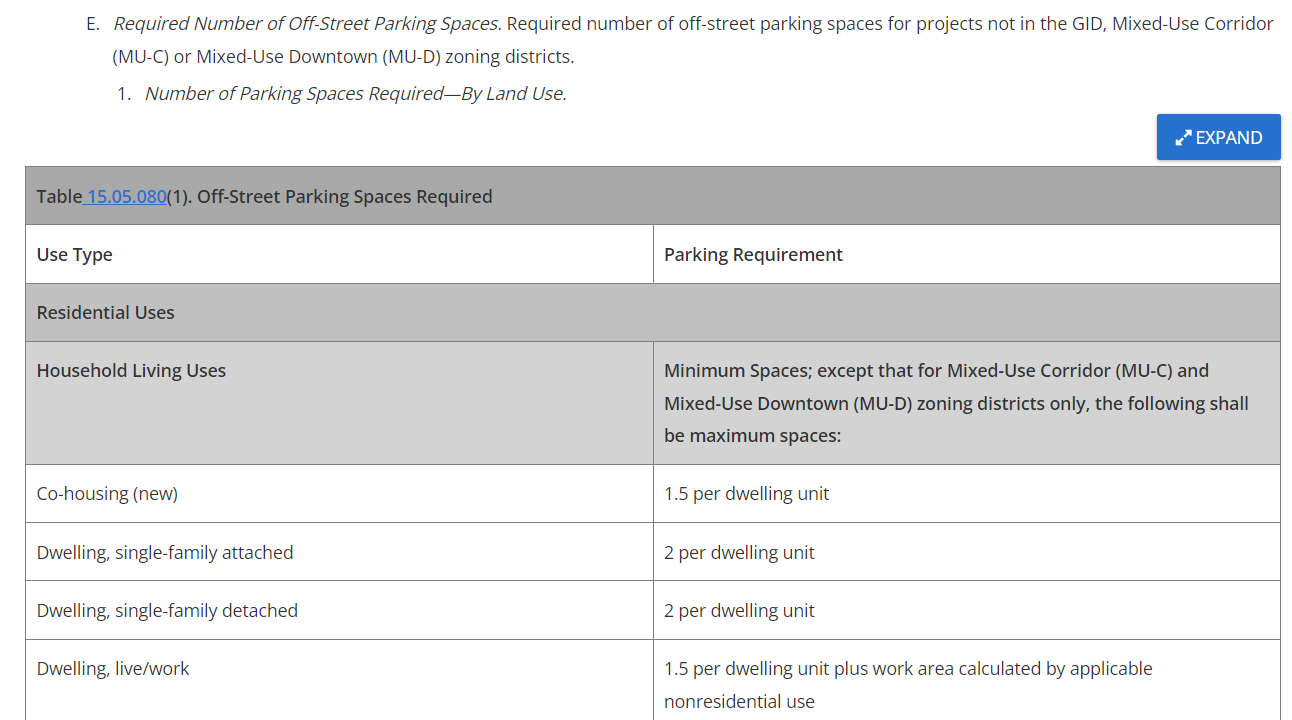 E. Required Number of Off-Street Parking Spaces. Required number of off-street parking spaces for projects not in the GID, Mixed-Use Corridor
(MU-C) or Mixed-Use Downtown (MU-D) zoning districts.
1. Number of Parking Spaces Required—By Land Use.
EXPAND
Table 15.05.080(1). Off-Street Parking Spaces Required
Use Type
Parking Requirement
Residential Uses
Household Living Uses
Minimum Spaces; except that for Mixed-Use Corridor (MU-C) and
Mixed-Use Downtown (MU-D) zoning districts only, the following shall
be maximum spaces:
Co-housing (new)
1.5 per dwelling unit
Dwelling, single-family attached
2 per dwelling unit
Dwelling, single-family detached
2 per dwelling unit
Dwelling, live/work
1.5 per dwelling unit plus work area calculated by applicable
nonresidential use